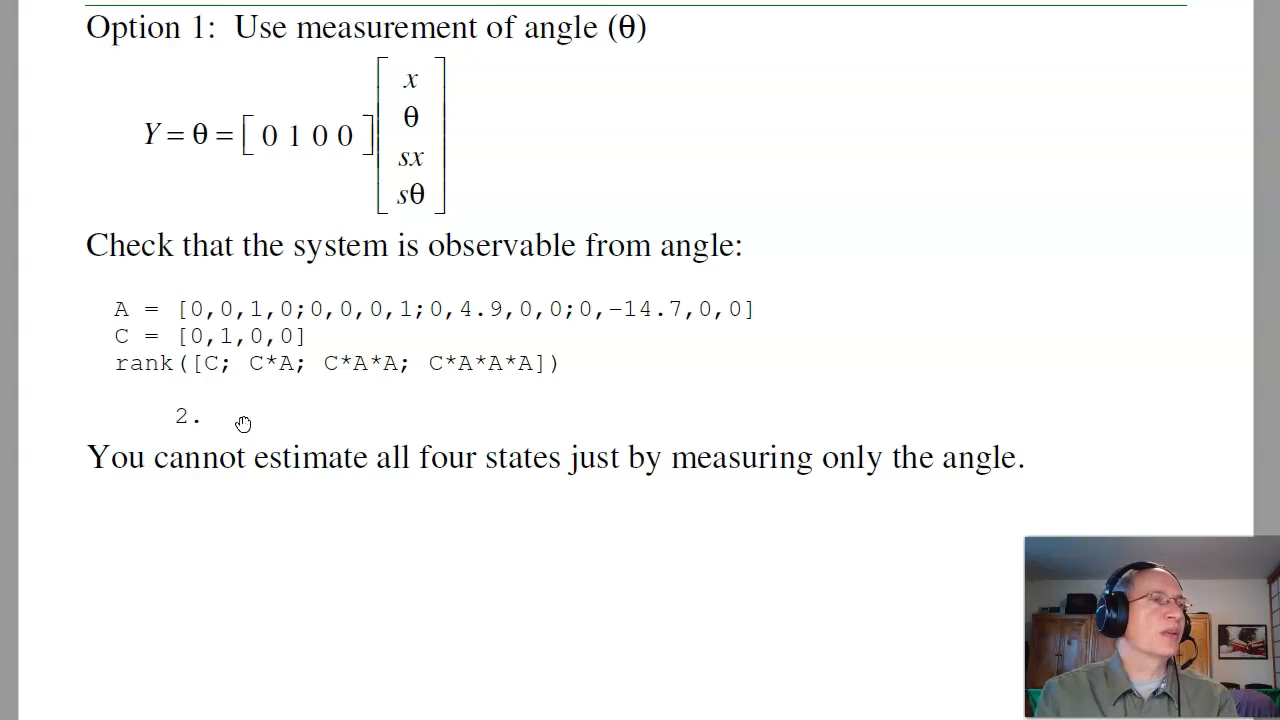 Option 1: Use measurement of angle (θ)
Y = θ = [ 0 1 0 0 ] [ x
θ
sx
sθ ]
Check that the system is observable from angle:
A = [0,0,1,0;0,0,0,1;0,4.9,0,0;0,-14.7,0,0]
C = [0,1,0,0]
rank([C; C*A; C*A*A; C*A*A*A])
2.
You cannot estimate all four states just by measuring only the angle.